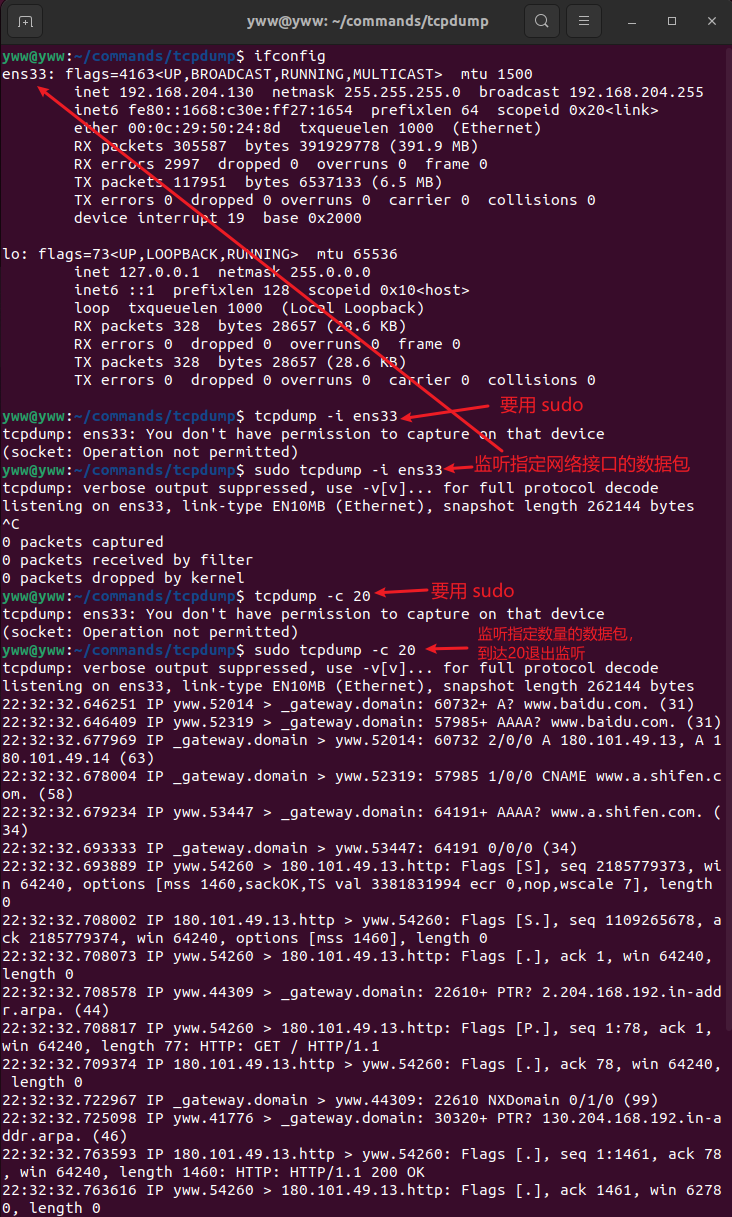 yww@yww: ~/commands/tcpdump
yww@yww:~/commands/tcpdump$ ifconfig
ens33: flags=4163<UP,BROADCAST,RUNNING,MULTICAST>  mtu 1500
        inet 192.168.204.130  netmask 255.255.255.0  broadcast 192.168.204.255
        inet6 fe80::1668:c30e:ff27:1654  prefixlen 64  scopeid 0x20<link>
        ether 00:0c:29:50:24:8d  txqueuelen 1000  (Ethernet)
        RX packets 305587  bytes 391929778 (391.9 MB)
        RX errors 2997  dropped 0  overruns 0  frame 0
        TX packets 117951  bytes 6537133 (6.5 MB)
        TX errors 0  dropped 0 overruns 0  carrier 0  collisions 0
        device interrupt 19  base 0x2000
lo: flags=73<UP,LOOPBACK,RUNNING>  mtu 65536
        inet 127.0.0.1  netmask 255.0.0.0
        inet6 ::1  prefixlen 128  scopeid 0x10<host>
        loop  txqueuelen 1000  (Local Loopback)
        RX packets 328  bytes 28657 (28.6 KB)
        RX errors 0  dropped 0  overruns 0  frame 0
        TX packets 328  bytes 28657 (28.6 KB)
        TX errors 0  dropped 0 overruns 0  carrier 0  collisions 0
yww@yww:~/commands/tcpdump$ tcpdump -i ens33
要用 sudo
tcpdump: ens33: You don't have permission to capture on that device
(socket: Operation not permitted)
yww@yww:~/commands/tcpdump$ sudo tcpdump -i ens33
监听指定网络接口的数据包
tcpdump: verbose output suppressed, use -v[v]... for full protocol decode
listening on ens33, link-type EN10MB (Ethernet), snapshot length 262144 bytes
^C
0 packets captured
0 packets received by filter
0 packets dropped by kernel
yww@yww:~/commands/tcpdump$ tcpdump -c 20
要用 sudo
tcpdump: ens33: You don't have permission to capture on that device
(socket: Operation not permitted)
yww@yww:~/commands/tcpdump$ sudo tcpdump -c 20
监听指定数量的数据包，
到达20退出监听
tcpdump: verbose output suppressed, use -v[v]... for full protocol decode
listening on ens33, link-type EN10MB (Ethernet), snapshot length 262144 bytes
22:32:32.646251 IP yww.52014 > _gateway.domain: 60732+ A? www.baidu.com. (31)
22:32:32.646409 IP yww.52319 > _gateway.domain: 57985+ AAAA? www.baidu.com. (31)
22:32:32.677969 IP _gateway.domain > yww.52014: 60732 2/0/0 A 180.101.49.13, A 1
80.101.49.14 (63)
22:32:32.678004 IP _gateway.domain > yww.52319: 57985 1/0/0 CNAME www.a.shifen.c
om. (58)
22:32:32.679234 IP yww.53447 > _gateway.domain: 64191+ AAAA? www.a.shifen.com. (
34)
22:32:32.693333 IP _gateway.domain > yww.53447: 64191 0/0/0 (34)
22:32:32.693889 IP yww.54260 > 180.101.49.13.http: Flags [S], seq 2185779373, wi
n 64240, options [mss 1460,sackOK,TS val 3381831994 ecr 0,nop,wscale 7], length
0
22:32:32.708002 IP 180.101.49.13.http > yww.54260: Flags [S.], seq 1109265678, a
ck 2185779374, win 64240, options [mss 1460], length 0
22:32:32.708073 IP yww.54260 > 180.101.49.13.http: Flags [.], ack 1, win 64240,
length 0
22:32:32.708578 IP yww.44309 > _gateway.domain: 22610+ PTR? 2.204.168.192.in-add
r.arpa. (44)
22:32:32.708817 IP yww.54260 > 180.101.49.13.http: Flags [P.], seq 1:78, ack 1,
win 64240, length 77: HTTP: GET / HTTP/1.1
22:32:32.709374 IP 180.101.49.13.http > yww.54260: Flags [.], ack 78, win 64240,
 length 0
22:32:32.722967 IP _gateway.domain > yww.44309: 22610 NXDomain 0/1/0 (99)
22:32:32.725098 IP yww.41776 > _gateway.domain: 30320+ PTR? 130.204.168.192.in-a
ddr.arpa. (46)
22:32:32.763593 IP 180.101.49.13.http > yww.54260: Flags [.], seq 1:1461, ack 78
, win 64240, length 1460: HTTP: HTTP/1.1 200 OK
22:32:32.763616 IP yww.54260 > 180.101.49.13.http: Flags [.], ack 1461, win 6278
0, length 0